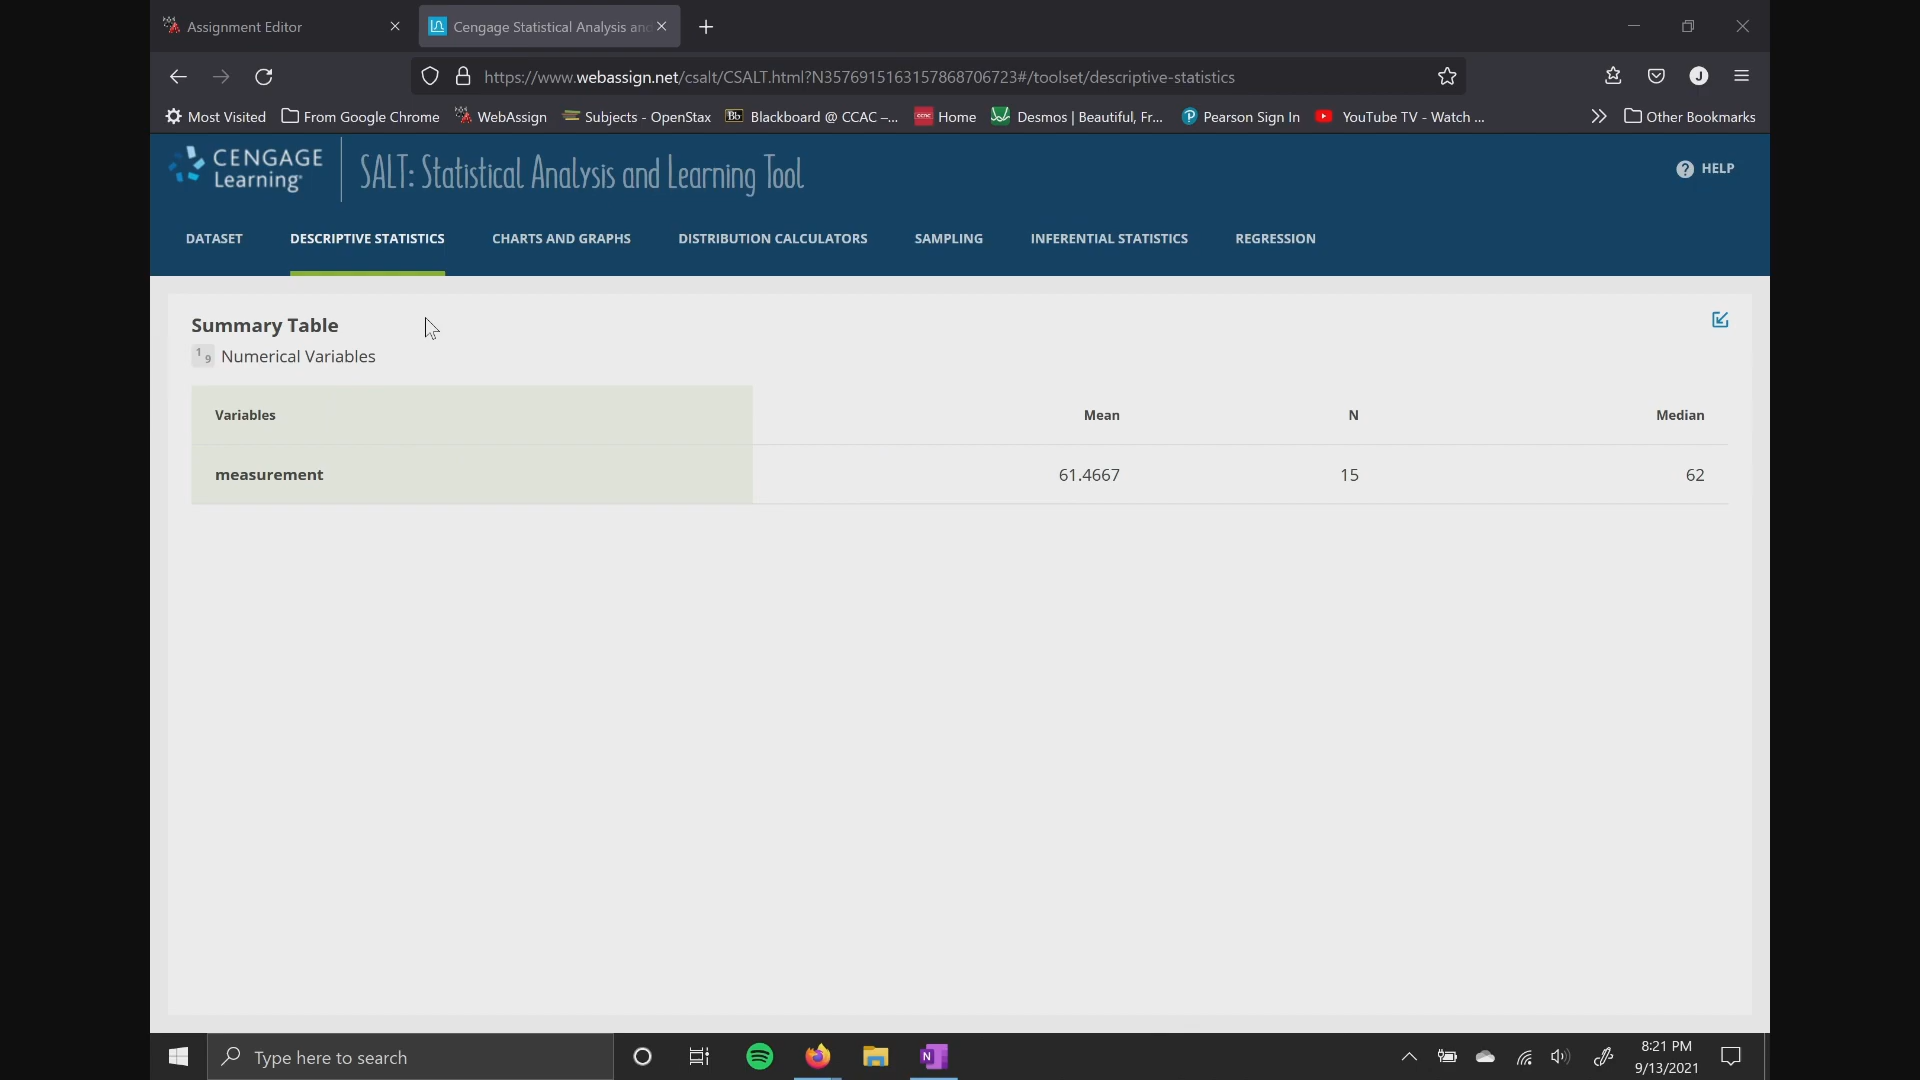 Assignment Editor
Cengage Statistical Analysis and
https://www.webassign.net/csalt/CSALT.html?N3576915163157868706723#/toolset/descriptive-statistics
J
Most Visited From Google Chrome WebAssign Subjects - OpenStax Bb Blackboard @ CCAC –... Home Desmos | Beautiful, Fr... Pearson Sign In YouTube TV - Watch ... Other Bookmarks
CENGAGE
Learning
SALT: Statistical Analysis and Learning Tool
? HELP
DATASET DESCRIPTIVE STATISTICS CHARTS AND GRAPHS DISTRIBUTION CALCULATORS SAMPLING INFERENTIAL STATISTICS REGRESSION
Summary Table
1 9 Numerical Variables
Variables Mean N Median
measurement 61.4667 15 62
Type here to search
N
8:21 PM
9/13/2021